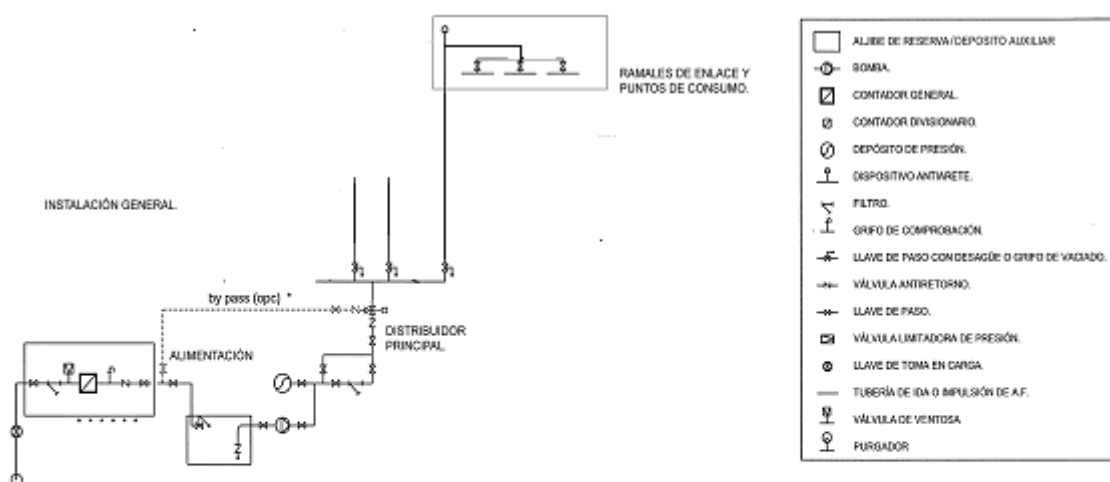 RAMALES DE ENLACE Y
PUNTOS DE CONSUMO.
INSTALACIÓN GENERAL.
by pass (opc) *
DISTRIBUIDOR
PRINCIPAL.
ALIMENTACIÓN
ALJIBE DE RESERVA/DEPOSITO AUXILIAR
BOMBA.
CONTADOR GENERAL.
CONTADOR DIVISIONARIO.
DEPÓSITO DE PRESIÓN.
DISPOSITIVO ANTIARETE.
FILTRO.
GRIFO DE COMPROBACIÓN.
LLAVE DE PASO CON DESAGÜE O GRIFO DE VACIADO.
VÁLVULA ANTIRETORNO.
LLAVE DE PASO.
VÁLVULA LIMITADORA DE PRESIÓN.
LLAVE DE TOMA EN CARGA.
TUBERÍA DE IDA O IMPULSIÓN DE A.F.
VÁLVULA DE VENTOSA
PURGADOR